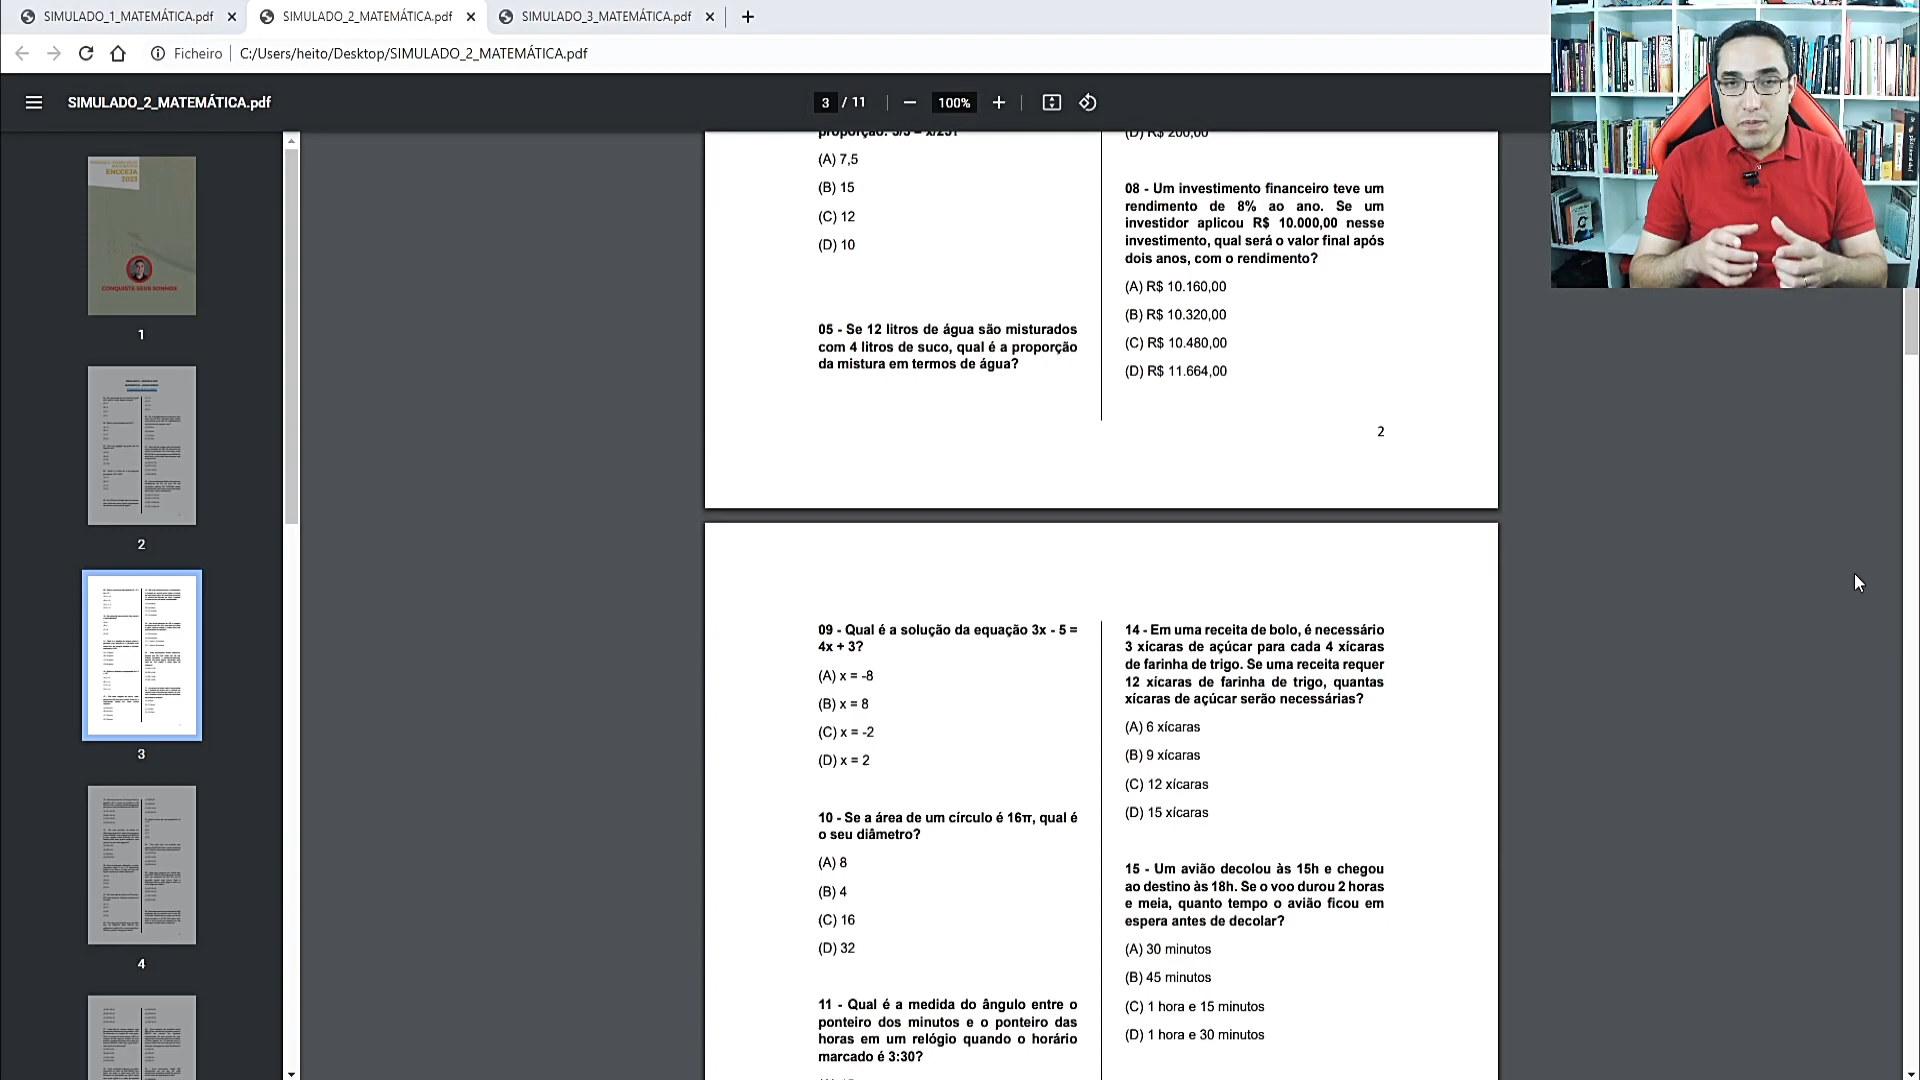 SIMULADO_1_MATEMÁTICA.pdf
SIMULADO_2_MATEMÁTICA.pdf
SIMULADO_3_MATEMÁTICA.pdf
Ficheiro
C:/Users/heito/Desktop/SIMULADO_2_MATEMÁTICA.pdf
SIMULADO_2_MATEMÁTICA.pdf
3 / 11
100%
ENCCEJA
2023
CONQUISTE SEUS SONHOS
1
2
3
4
proporção: 3/5 = x/25?
(A) 7,5
(B) 15
(C) 12
(D) 10
05 - Se 12 litros de água são misturados
com 4 litros de suco, qual é a proporção
da mistura em termos de água?
(D) R$ 200,00
08 - Um investimento financeiro teve um
rendimento de 8% ao ano. Se um
investidor aplicou R$ 10.000,00 nesse
investimento, qual será o valor final após
dois anos, com o rendimento?
(A) R$ 10.160,00
(B) R$ 10.320,00
(C) R$ 10.480,00
(D) R$ 11.664,00
2
09 - Qual é a solução da equação 3x - 5 =
4x + 3?
(A) x = -8
(B) x = 8
(C) x = -2
(D) x = 2
10 - Se a área de um círculo é 16π, qual é
o seu diâmetro?
(A) 8
(B) 4
(C) 16
(D) 32
11 - Qual é a medida do ângulo entre o
ponteiro dos minutos e o ponteiro das
horas em um relógio quando o horário
marcado é 3:30?
14 - Em uma receita de bolo, é necessário
3 xícaras de açúcar para cada 4 xícaras
de farinha de trigo. Se uma receita requer
12 xícaras de farinha de trigo, quantas
xícaras de açúcar serão necessárias?
(A) 6 xícaras
(B) 9 xícaras
(C) 12 xícaras
(D) 15 xícaras
15 - Um avião decolou às 15h e chegou
ao destino às 18h. Se o voo durou 2 horas
e meia, quanto tempo o avião ficou em
espera antes de decolar?
(A) 30 minutos
(B) 45 minutos
(C) 1 hora e 15 minutos
(D) 1 hora e 30 minutos